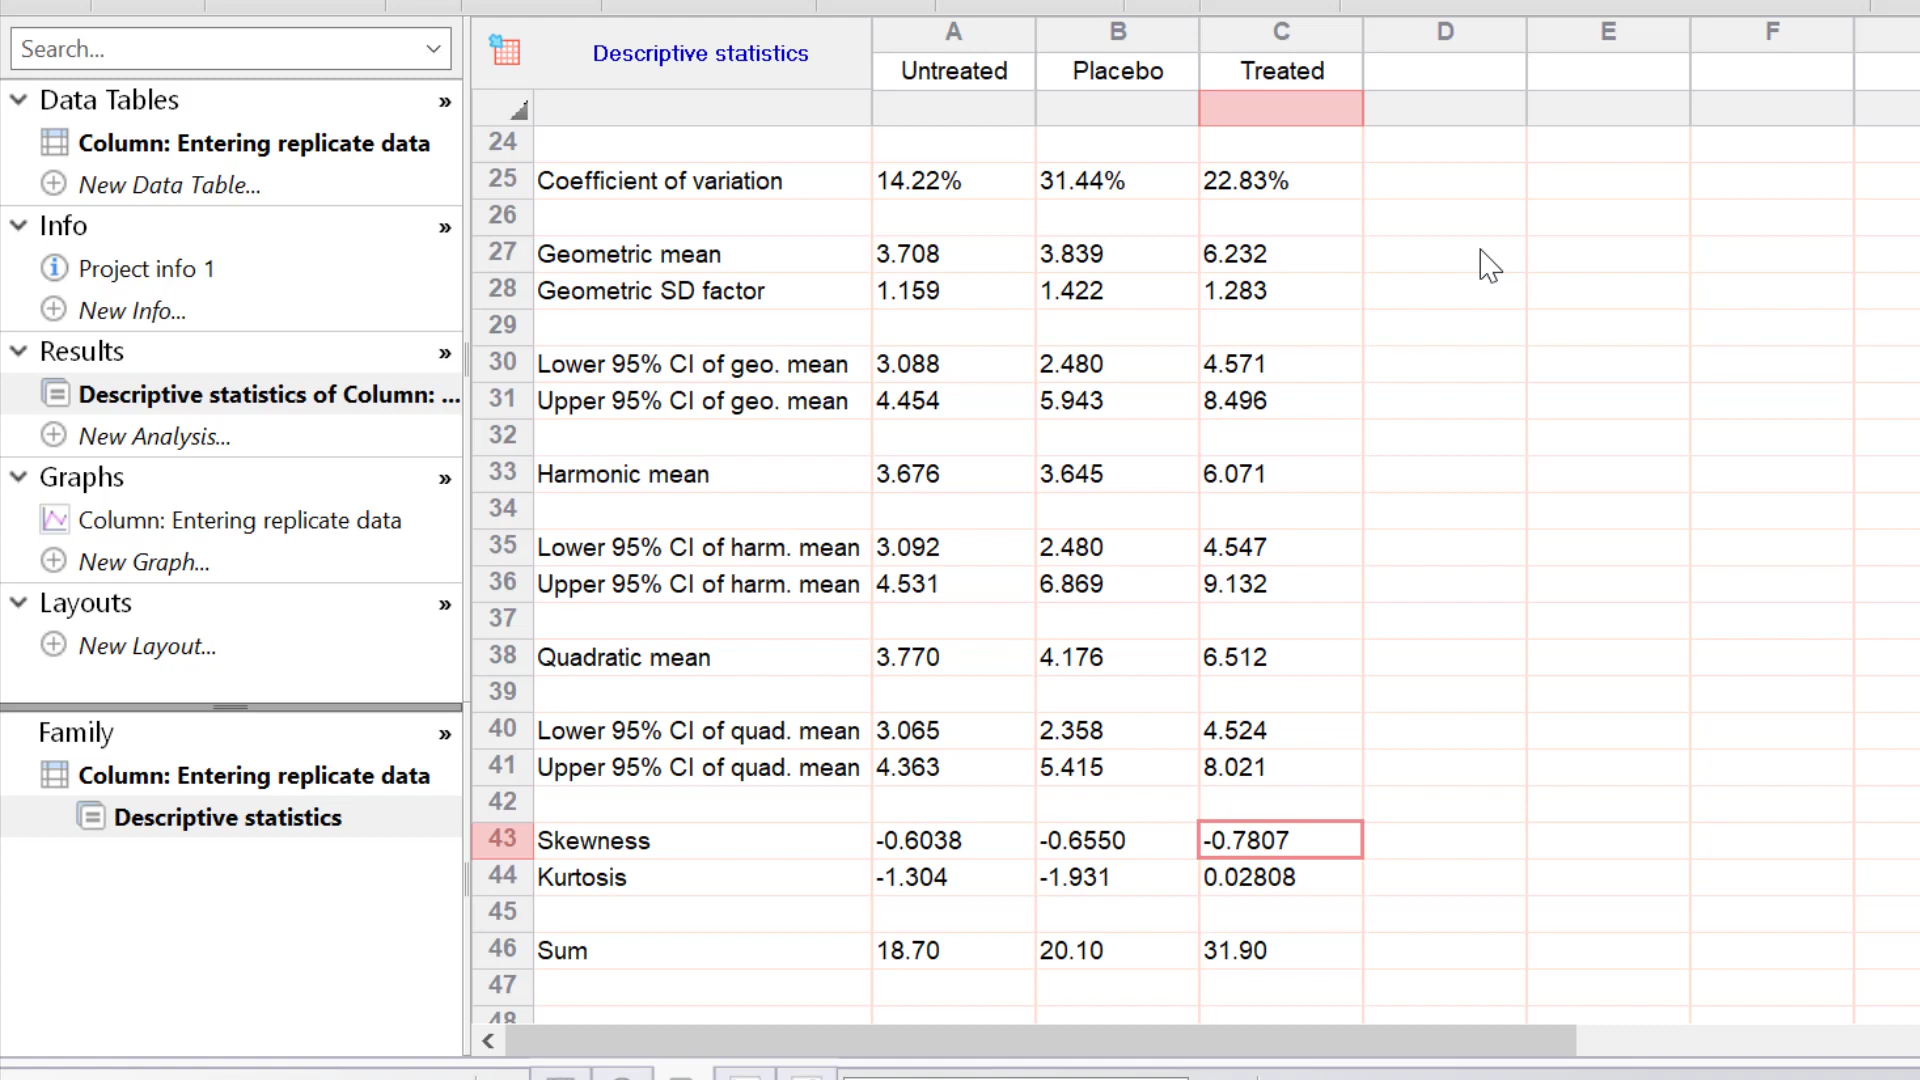 Search...
Data Tables »
Column: Entering replicate data
New Data Table...
Info »
Project info 1
New Info...
Results »
Descriptive statistics of Column: ...
New Analysis...
Graphs »
Column: Entering replicate data
New Graph...
Layouts »
New Layout...
Family »
Column: Entering replicate data
Descriptive statistics
Descriptive statistics A B C D E F
Untreated Placebo Treated
24
25 Coefficient of variation 14.22% 31.44% 22.83%
26
27 Geometric mean 3.708 3.839 6.232
28 Geometric SD factor 1.159 1.422 1.283
29
30 Lower 95% CI of geo. mean 3.088 2.480 4.571
31 Upper 95% CI of geo. mean 4.454 5.943 8.496
32
33 Harmonic mean 3.676 3.645 6.071
34
35 Lower 95% CI of harm. mean 3.092 2.480 4.547
36 Upper 95% CI of harm. mean 4.531 6.869 9.132
37
38 Quadratic mean 3.770 4.176 6.512
39
40 Lower 95% CI of quad. mean 3.065 2.358 4.524
41 Upper 95% CI of quad. mean 4.363 5.415 8.021
42
43 Skewness -0.6038 -0.6550 -0.7807
44 Kurtosis -1.304 -1.931 0.02808
45
46 Sum 18.70 20.10 31.90
47
48